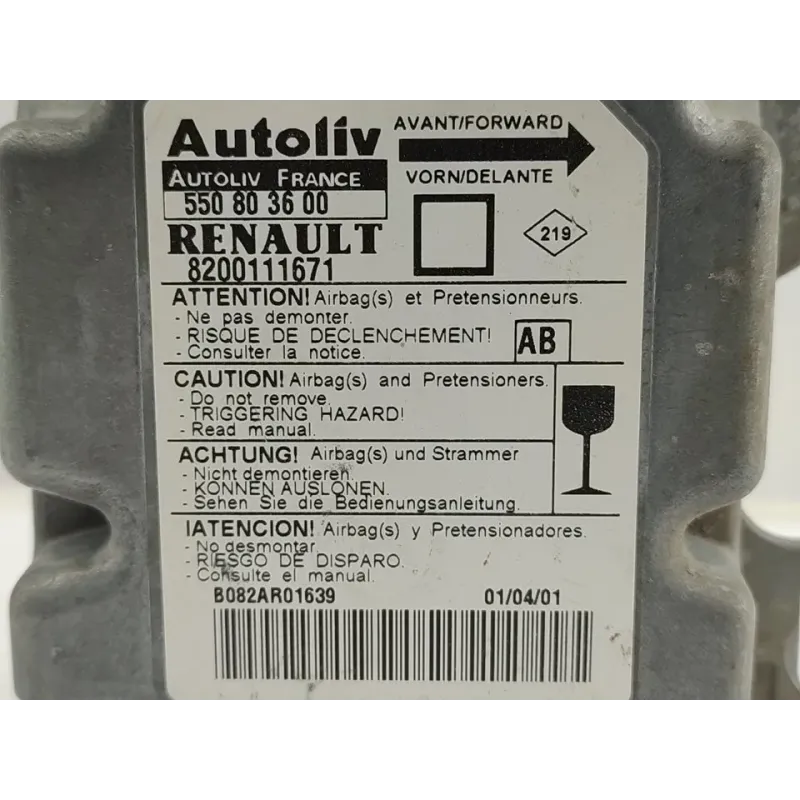 Autoliv
AVANT/FORWARD
AUTOLIV FRANCE
VORN/DELANTE
550 80 36 00
RENAULT
219
8200111671
ATTENTION! Airbag(s) et Pretensionneurs.
- Ne pas demonter.
- RISQUE DE DECLENCHEMENT!
- Consulter la notice.
AB
CAUTION! Airbag(s) and Pretensioners.
- Do not remove.
- TRIGGERING HAZARD!
- Read manual.
ACHTUNG! Airbag(s) und Strammer
- Nicht demontieren.
- KONNEN AUSLONEN.
- Sehen Sie die Bedienungsanleitung.
IATENCION! Airbag(s) y Pretensionadores.
- No desmontar.
- RIESGO DE DISPARO.
- Consulte el manual.
B082AR01639 01/04/01